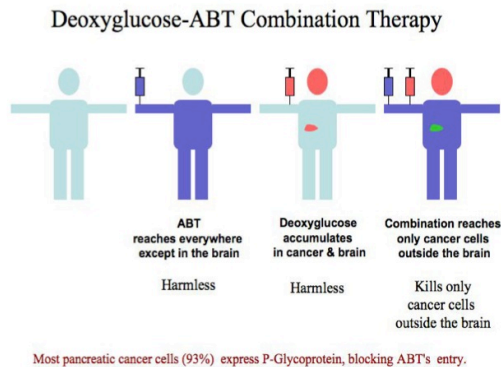 Deoxyglucose-ABT Combination Therapy
ABT
reaches everywhere
except in the brain
Harmless
Deoxyglucose
accumulates
in cancer & brain
Harmless
Combination reaches
only cancer cells
outside the brain
Kills only
cancer cells
outside the brain
Most pancreatic cancer cells (93%) express P-Glycoprotein, blocking ABT's entry.